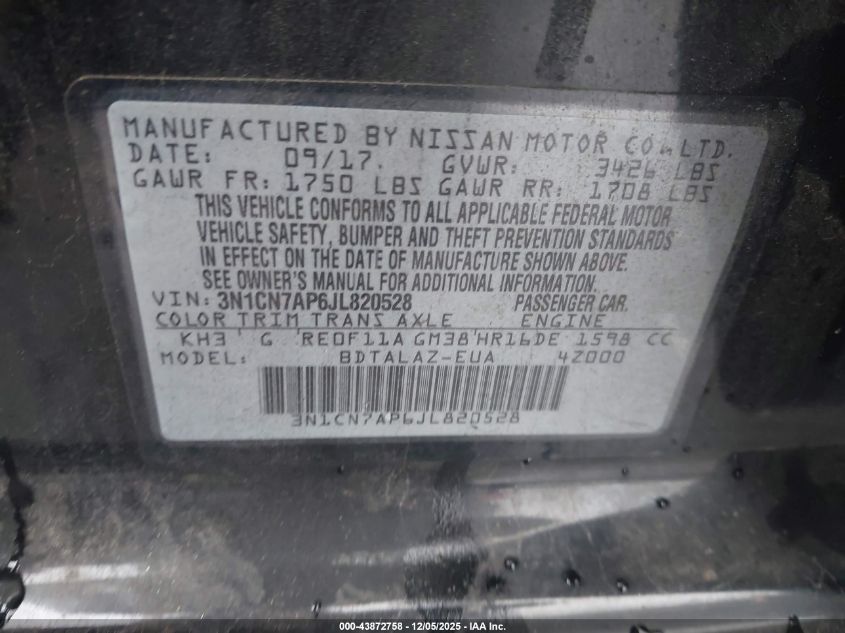 MANUFACTURED BY NISSAN MOTOR CO., LTD.
DATE: 09/17. GVWR: 3426 LBS
GAWR FR: 1750 LBS GAWR RR: 1708 LBS
THIS VEHICLE CONFORMS TO ALL APPLICABLE FEDERAL MOTOR
VEHICLE SAFETY, BUMPER AND THEFT PREVENTION STANDARDS
IN EFFECT ON THE DATE OF MANUFACTURE SHOWN ABOVE.
SEE OWNER'S MANUAL FOR ADDITIONAL INFORMATION.
VIN: 3N1CN7AP6JL820528 PASSENGER CAR.
COLOR TRIM TRANS AXLE ENGINE
KH3 ' G 'RE0F11A GM38'HR16DE 1598 CC
MODEL: BDTALAZ-EUA 4Z000
3N1CN7AP6JL820528
000-43872758 - 12/05/2025 - IAA Inc.